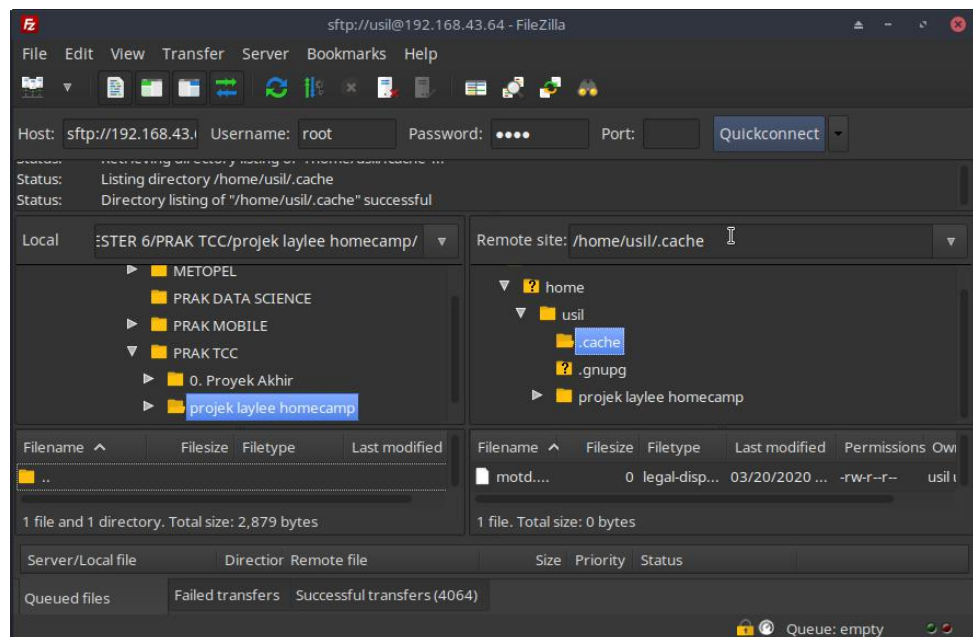 Fz sftp://usil@192.168.43.64 - FileZilla
File Edit View Transfer Server Bookmarks Help
Host: sftp://192.168.43. Username: root Password: •••• Port: Quickconnect
Status: Listing directory /home/usil/.cache
Status: Directory listing of "/home/usil/.cache" successful
Local ESTER 6/PRAK TCC/projek laylee homecamp/
METOPEL
PRAK DATA SCIENCE
PRAK MOBILE
PRAK TCC
0. Proyek Akhir
projek laylee homecamp
Remote site: /home/usil/.cache
? home
usil
.cache
? .gnupg
projek laylee homecamp
Filename Filesize Filetype Last modified
..
1 file and 1 directory. Total size: 2,879 bytes
Filename Filesize Filetype Last modified Permissions Own
motd.... 0 legal-disp... 03/20/2020 ... -rw-r--r-- usil
1 file. Total size: 0 bytes
Server/Local file Direction Remote file Size Priority Status
Queued files Failed transfers Successful transfers (4064)
Queue: empty